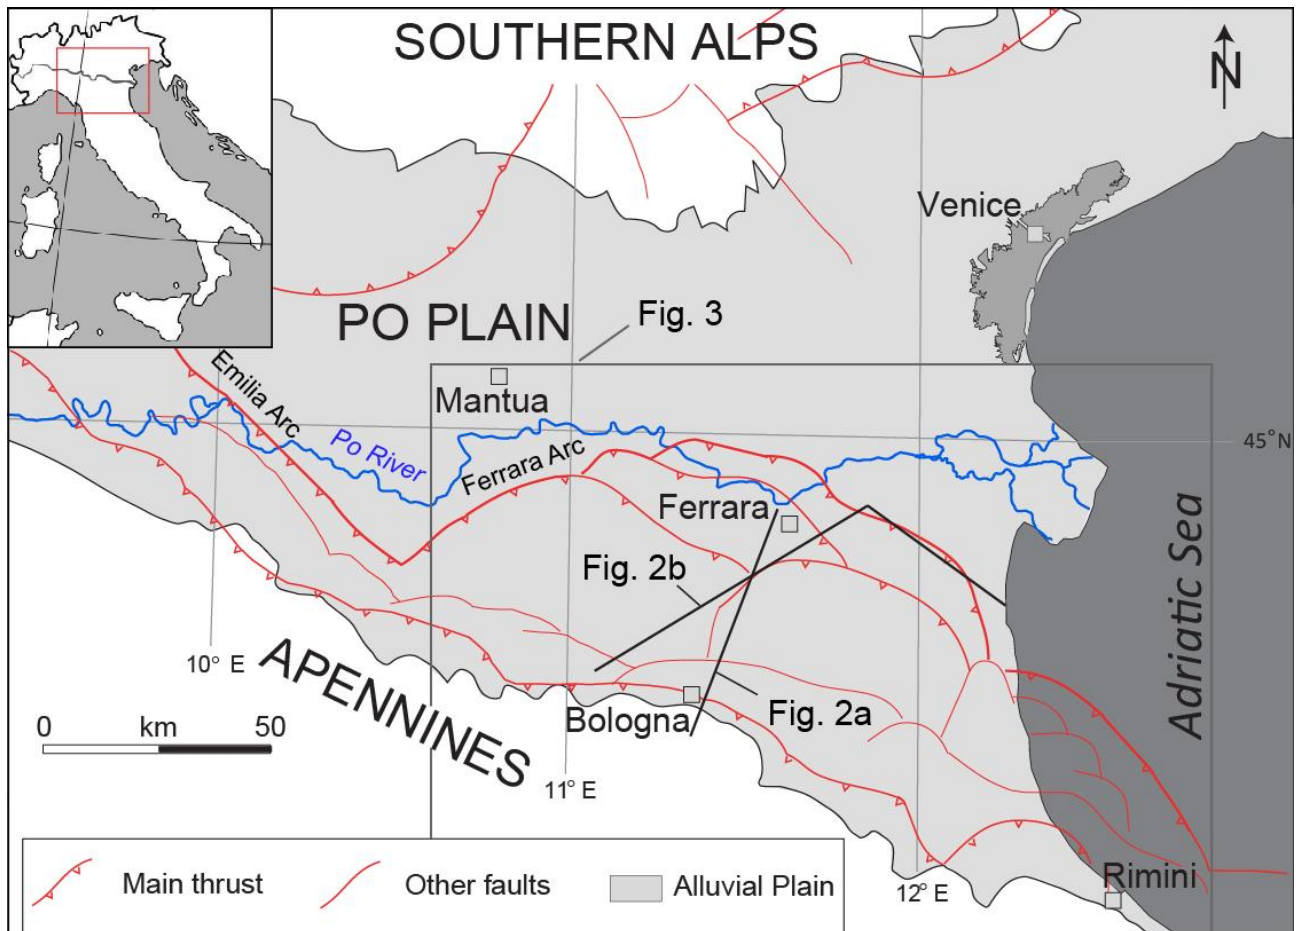 SOUTHERN ALPS
N
Venice
PO PLAIN
Fig. 3
Emilia Arc
Mantua
Po River
Ferrara Arc
45°N
Ferrara
Fig. 2b
Adriatic Sea
10° E
APENNINES
Bologna
Fig. 2a
0 km 50
11° E
12° E
Rimini
Main thrust
Other faults
Alluvial Plain